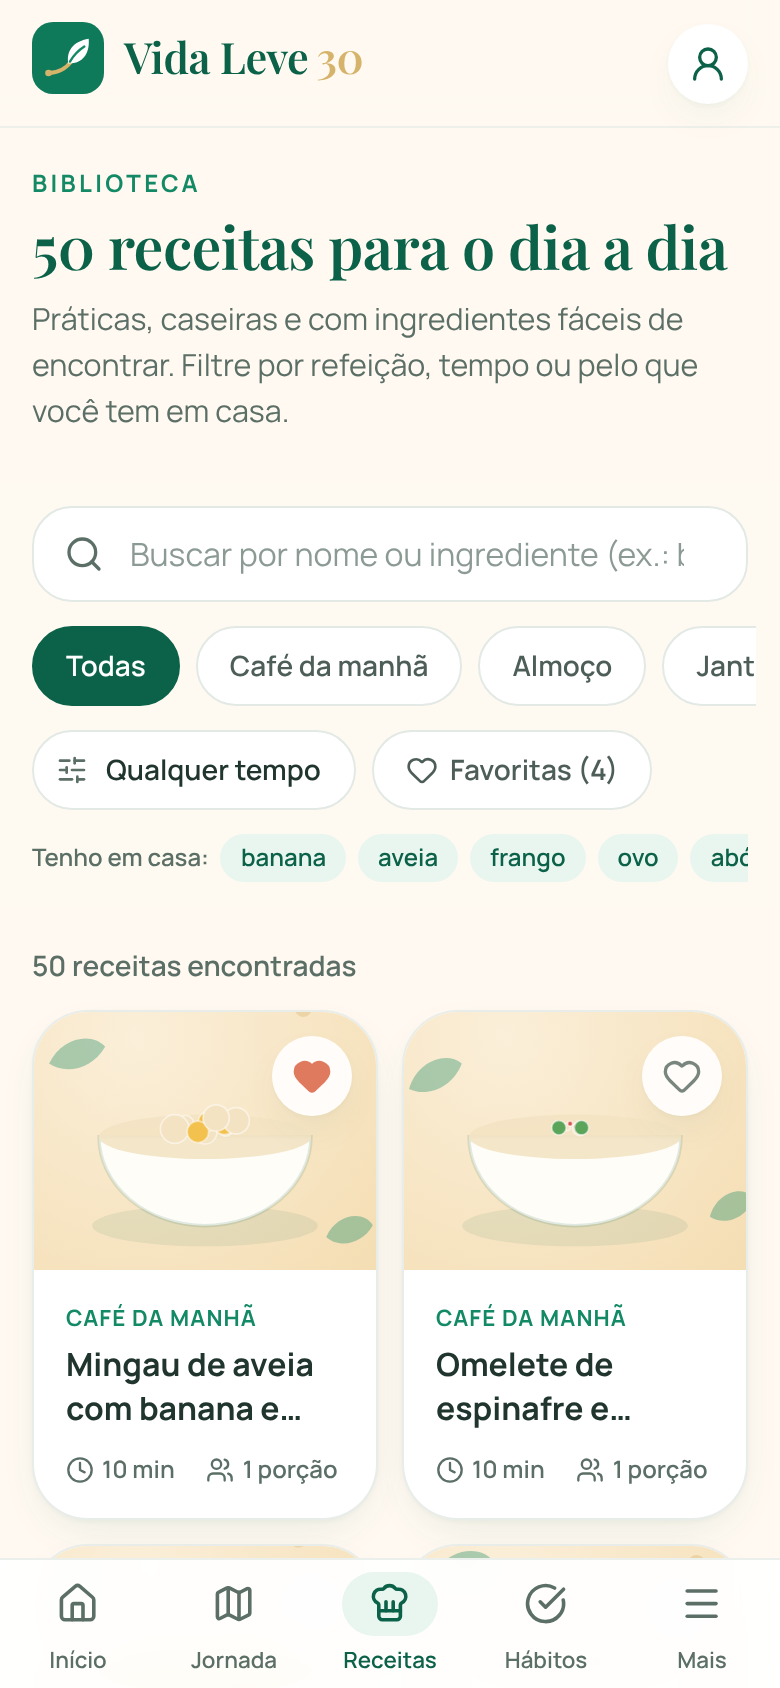 Vida Leve 30
BIBLIOTECA
50 receitas para o dia a dia
Práticas, caseiras e com ingredientes fáceis de
encontrar. Filtre por refeição, tempo ou pelo que
você tem em casa.
Buscar por nome ou ingrediente (ex.:
Todas
Café da manhã
Almoço
Jant
Qualquer tempo
Favoritas (4)
Tenho em casa: banana aveia frango ovo abó
50 receitas encontradas
CAFÉ DA MANHÃ
Mingau de aveia
com banana e...
10 min 1 porção
CAFÉ DA MANHÃ
Omelete de
espinafre e...
10 min 1 porção
Início
Jornada
Receitas
Hábitos
Mais